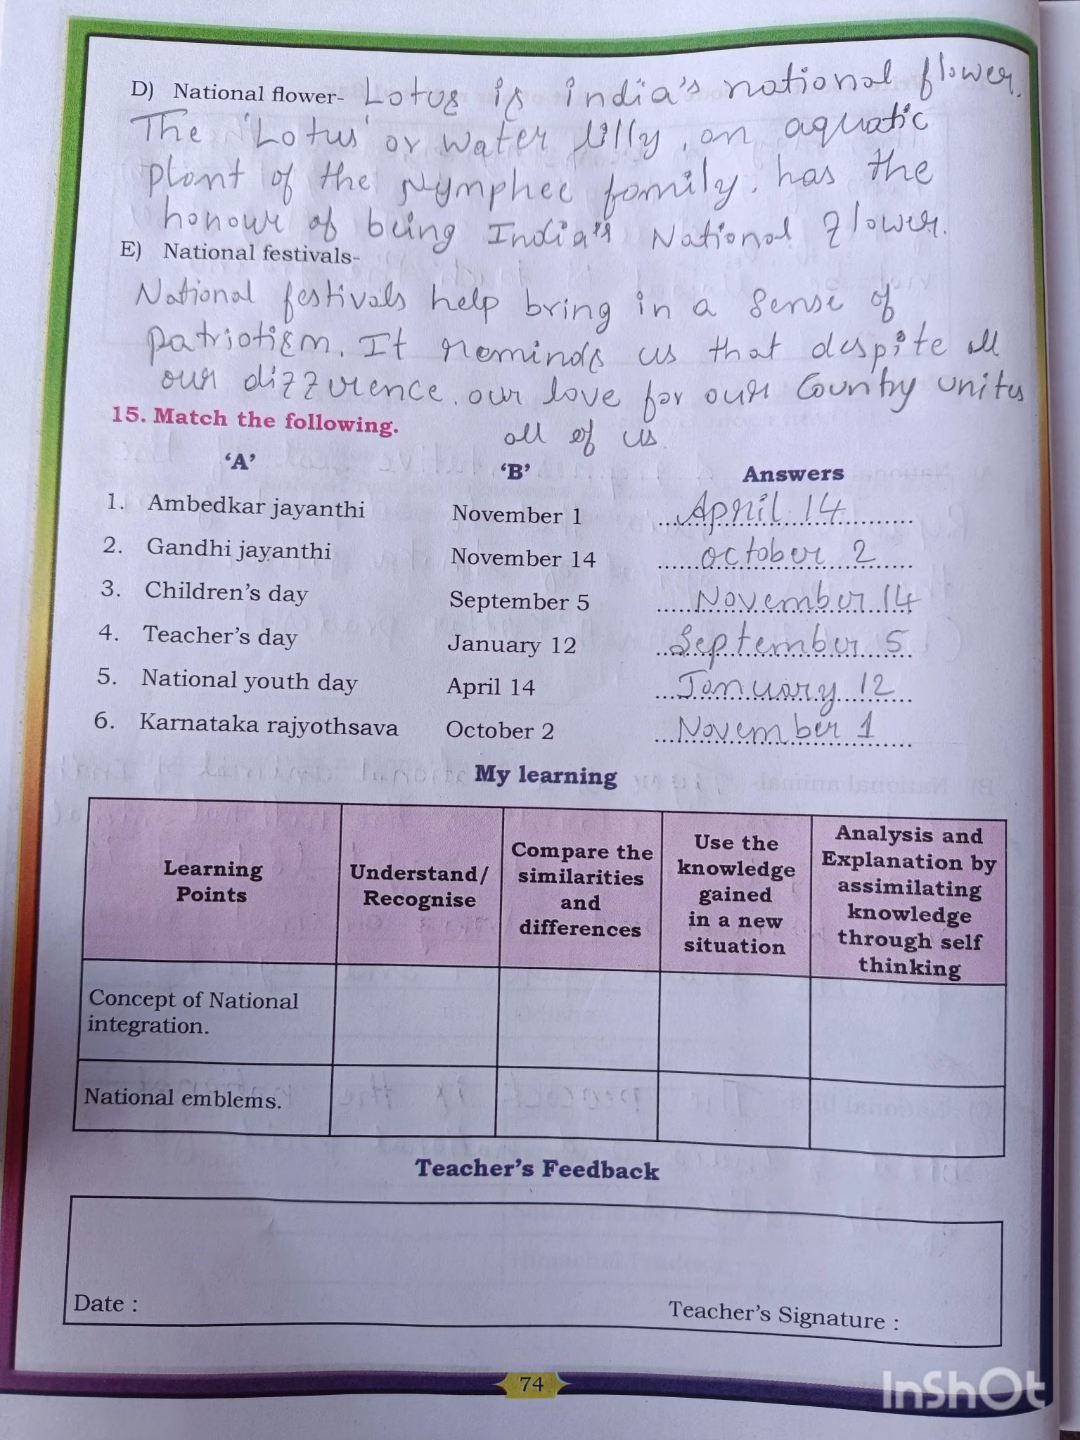 D) National flower- Lotus is india's national flower.
The 'Lotus' or water lilly, an aquatic
plant of the Nymphee family, has the
honour of being India's National Flower.
E) National festivals-
National festivals help bring in a sense of
patriotism. It reminds us that despite all
our difference, our love for our Country unites
all of us
15. Match the following.
'A' 'B' Answers
1. Ambedkar jayanthi November 1 April 14
2. Gandhi jayanthi November 14 october 2
3. Children's day September 5 November 14
4. Teacher's day January 12 September 5
5. National youth day April 14 January 12
6. Karnataka rajyothsava October 2 November 1
My learning
Learning Points
Understand/ Recognise
Compare the similarities and differences
Use the knowledge gained in a new situation
Analysis and Explanation by assimilating knowledge through self thinking
Concept of National
integration.
National emblems.
Teacher's Feedback
Date :
Teacher's Signature :
74
InShOt